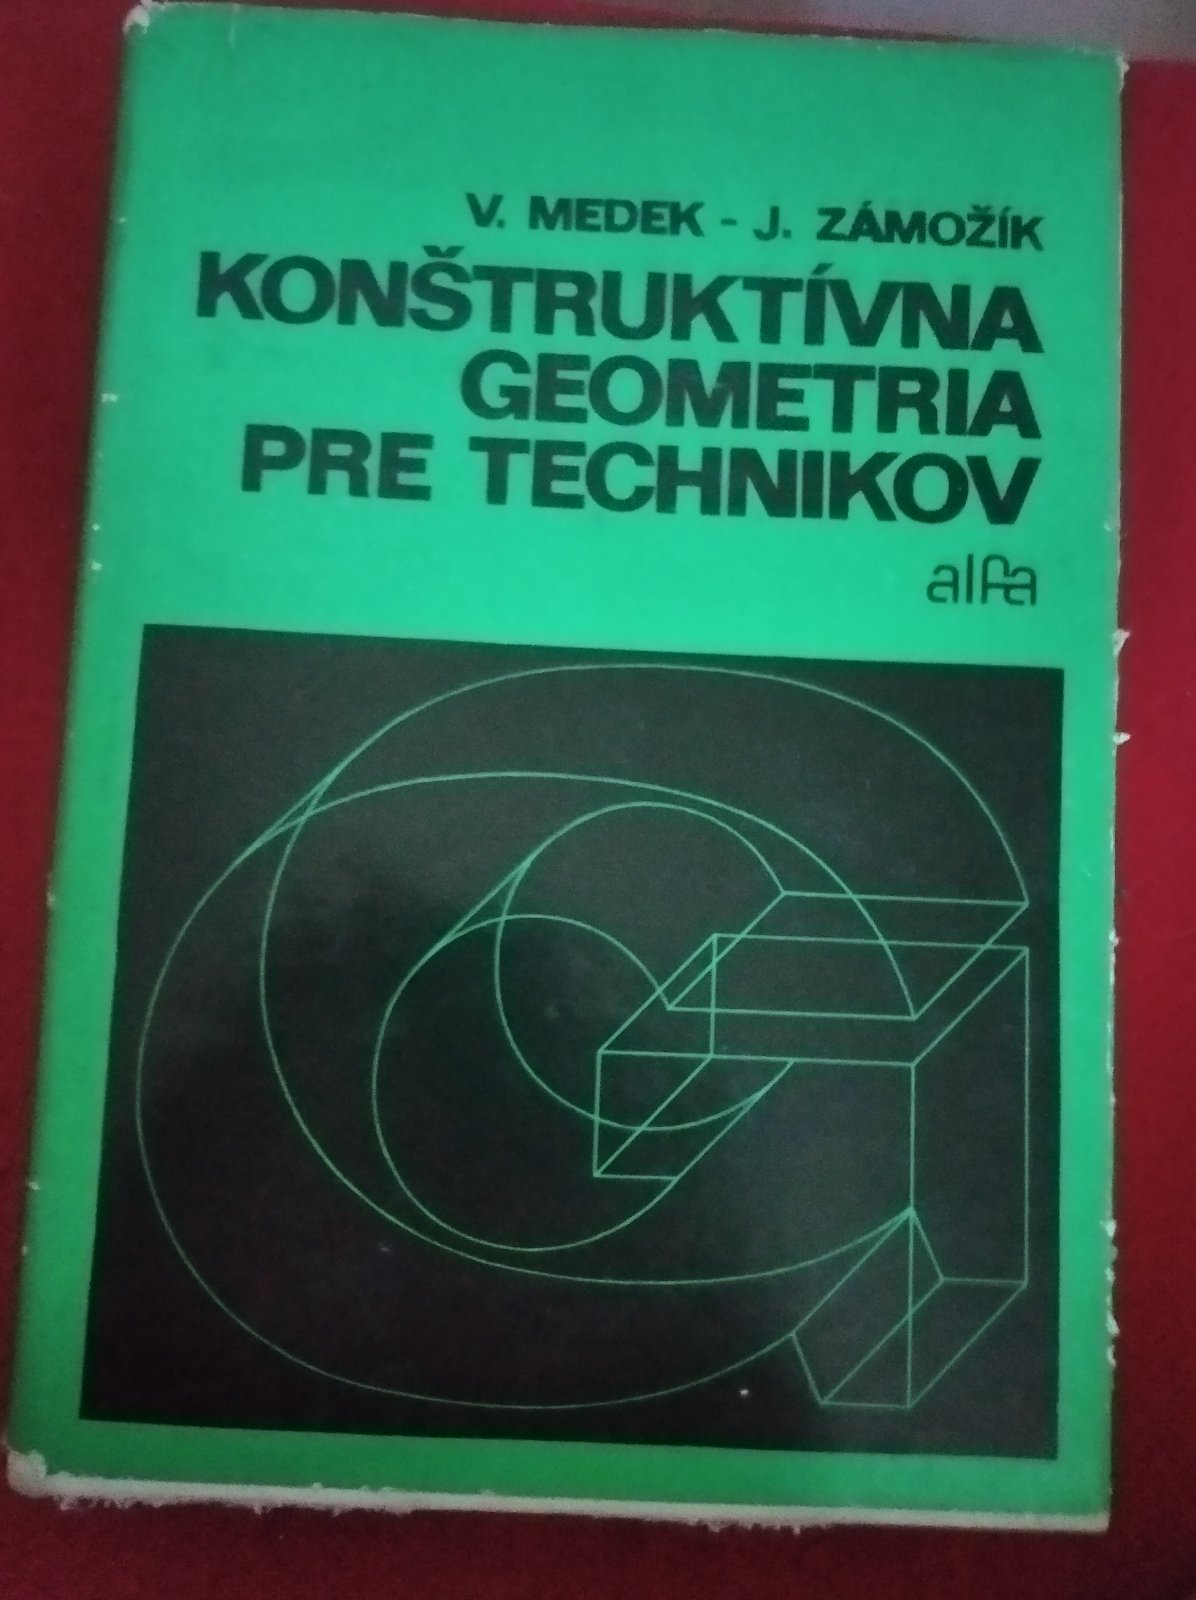 V. MEDEK - J. ZÁMOŽÍK
KONŠTRUKTÍVNA
GEOMETRIA
PRE TECHNIKOV
alfa